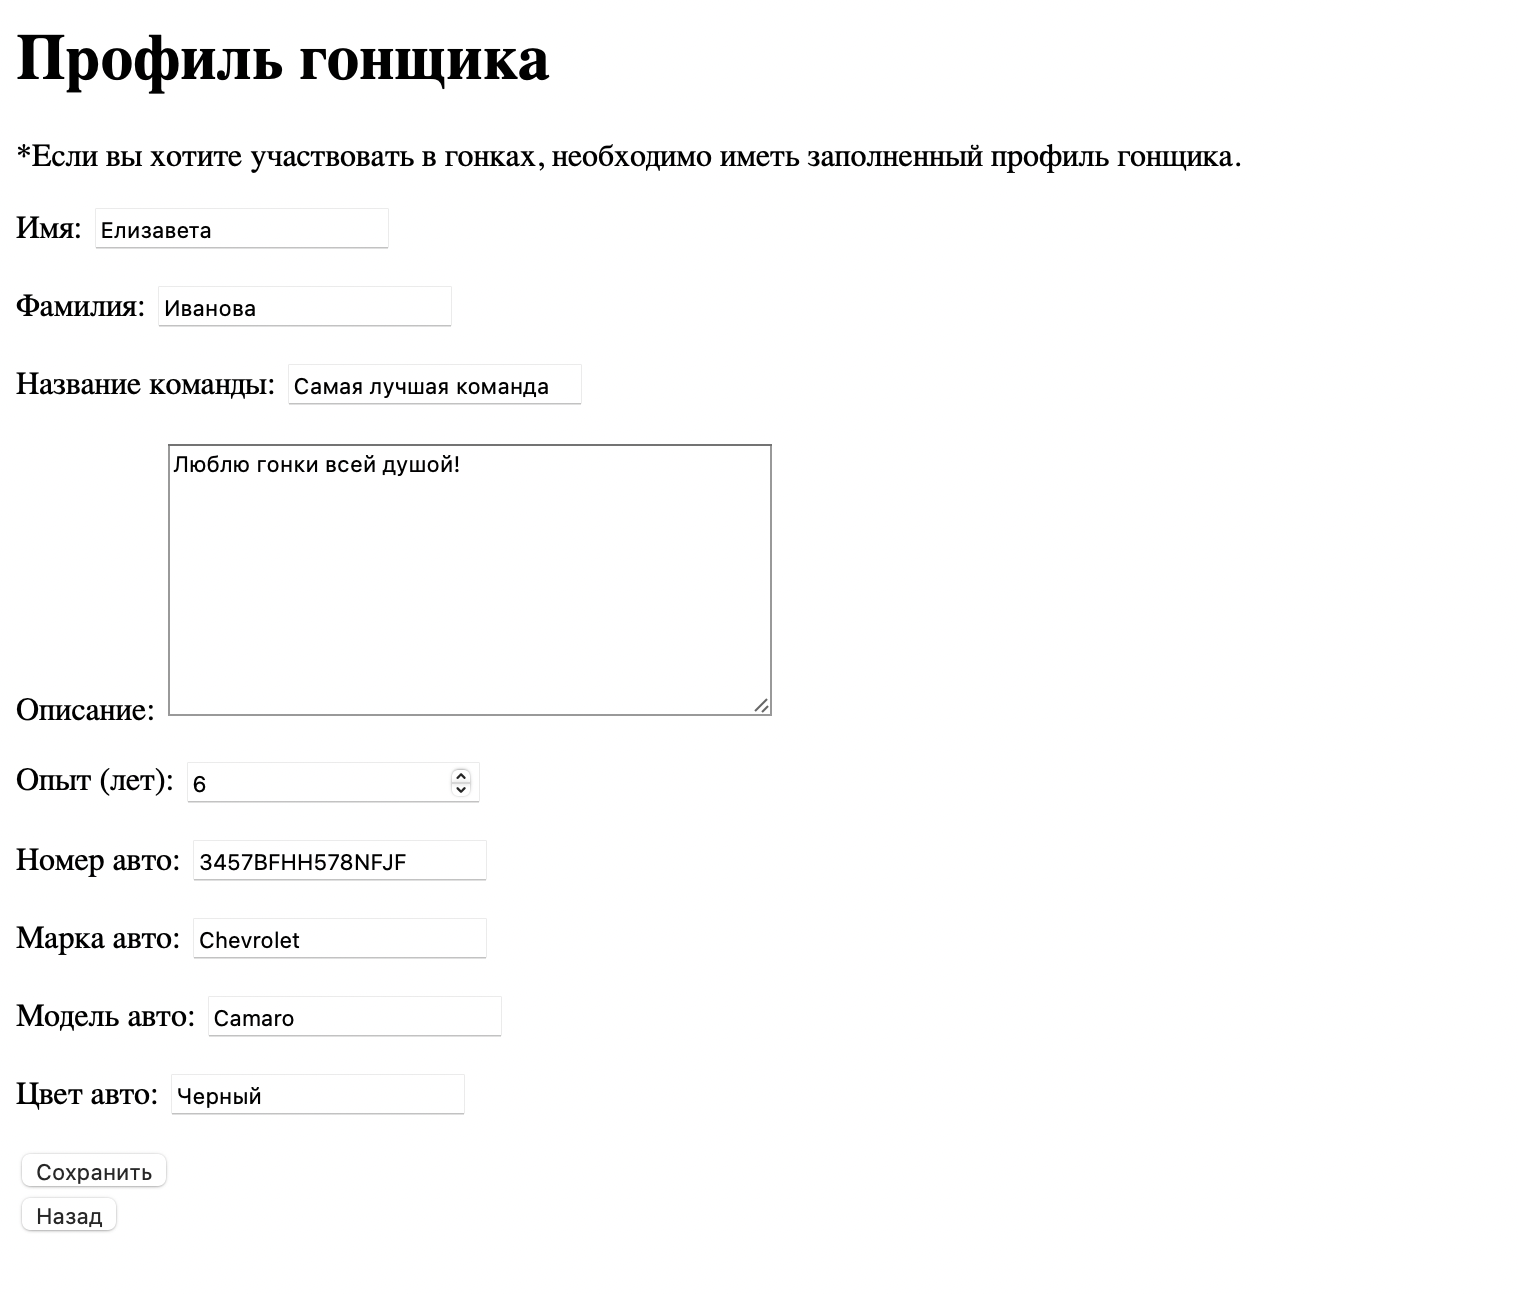 Профиль гонщика
*Если вы хотите участвовать в гонках, необходимо иметь заполненный профиль гонщика.
Имя: Елизавета
Фамилия: Иванова
Название команды: Самая лучшая команда
Люблю гонки всей душой!
Описание:
Опыт (лет): 6
Номер авто: 3457BFHH578NFJF
Марка авто: Chevrolet
Модель авто: Camaro
Цвет авто: Черный
Сохранить
Назад